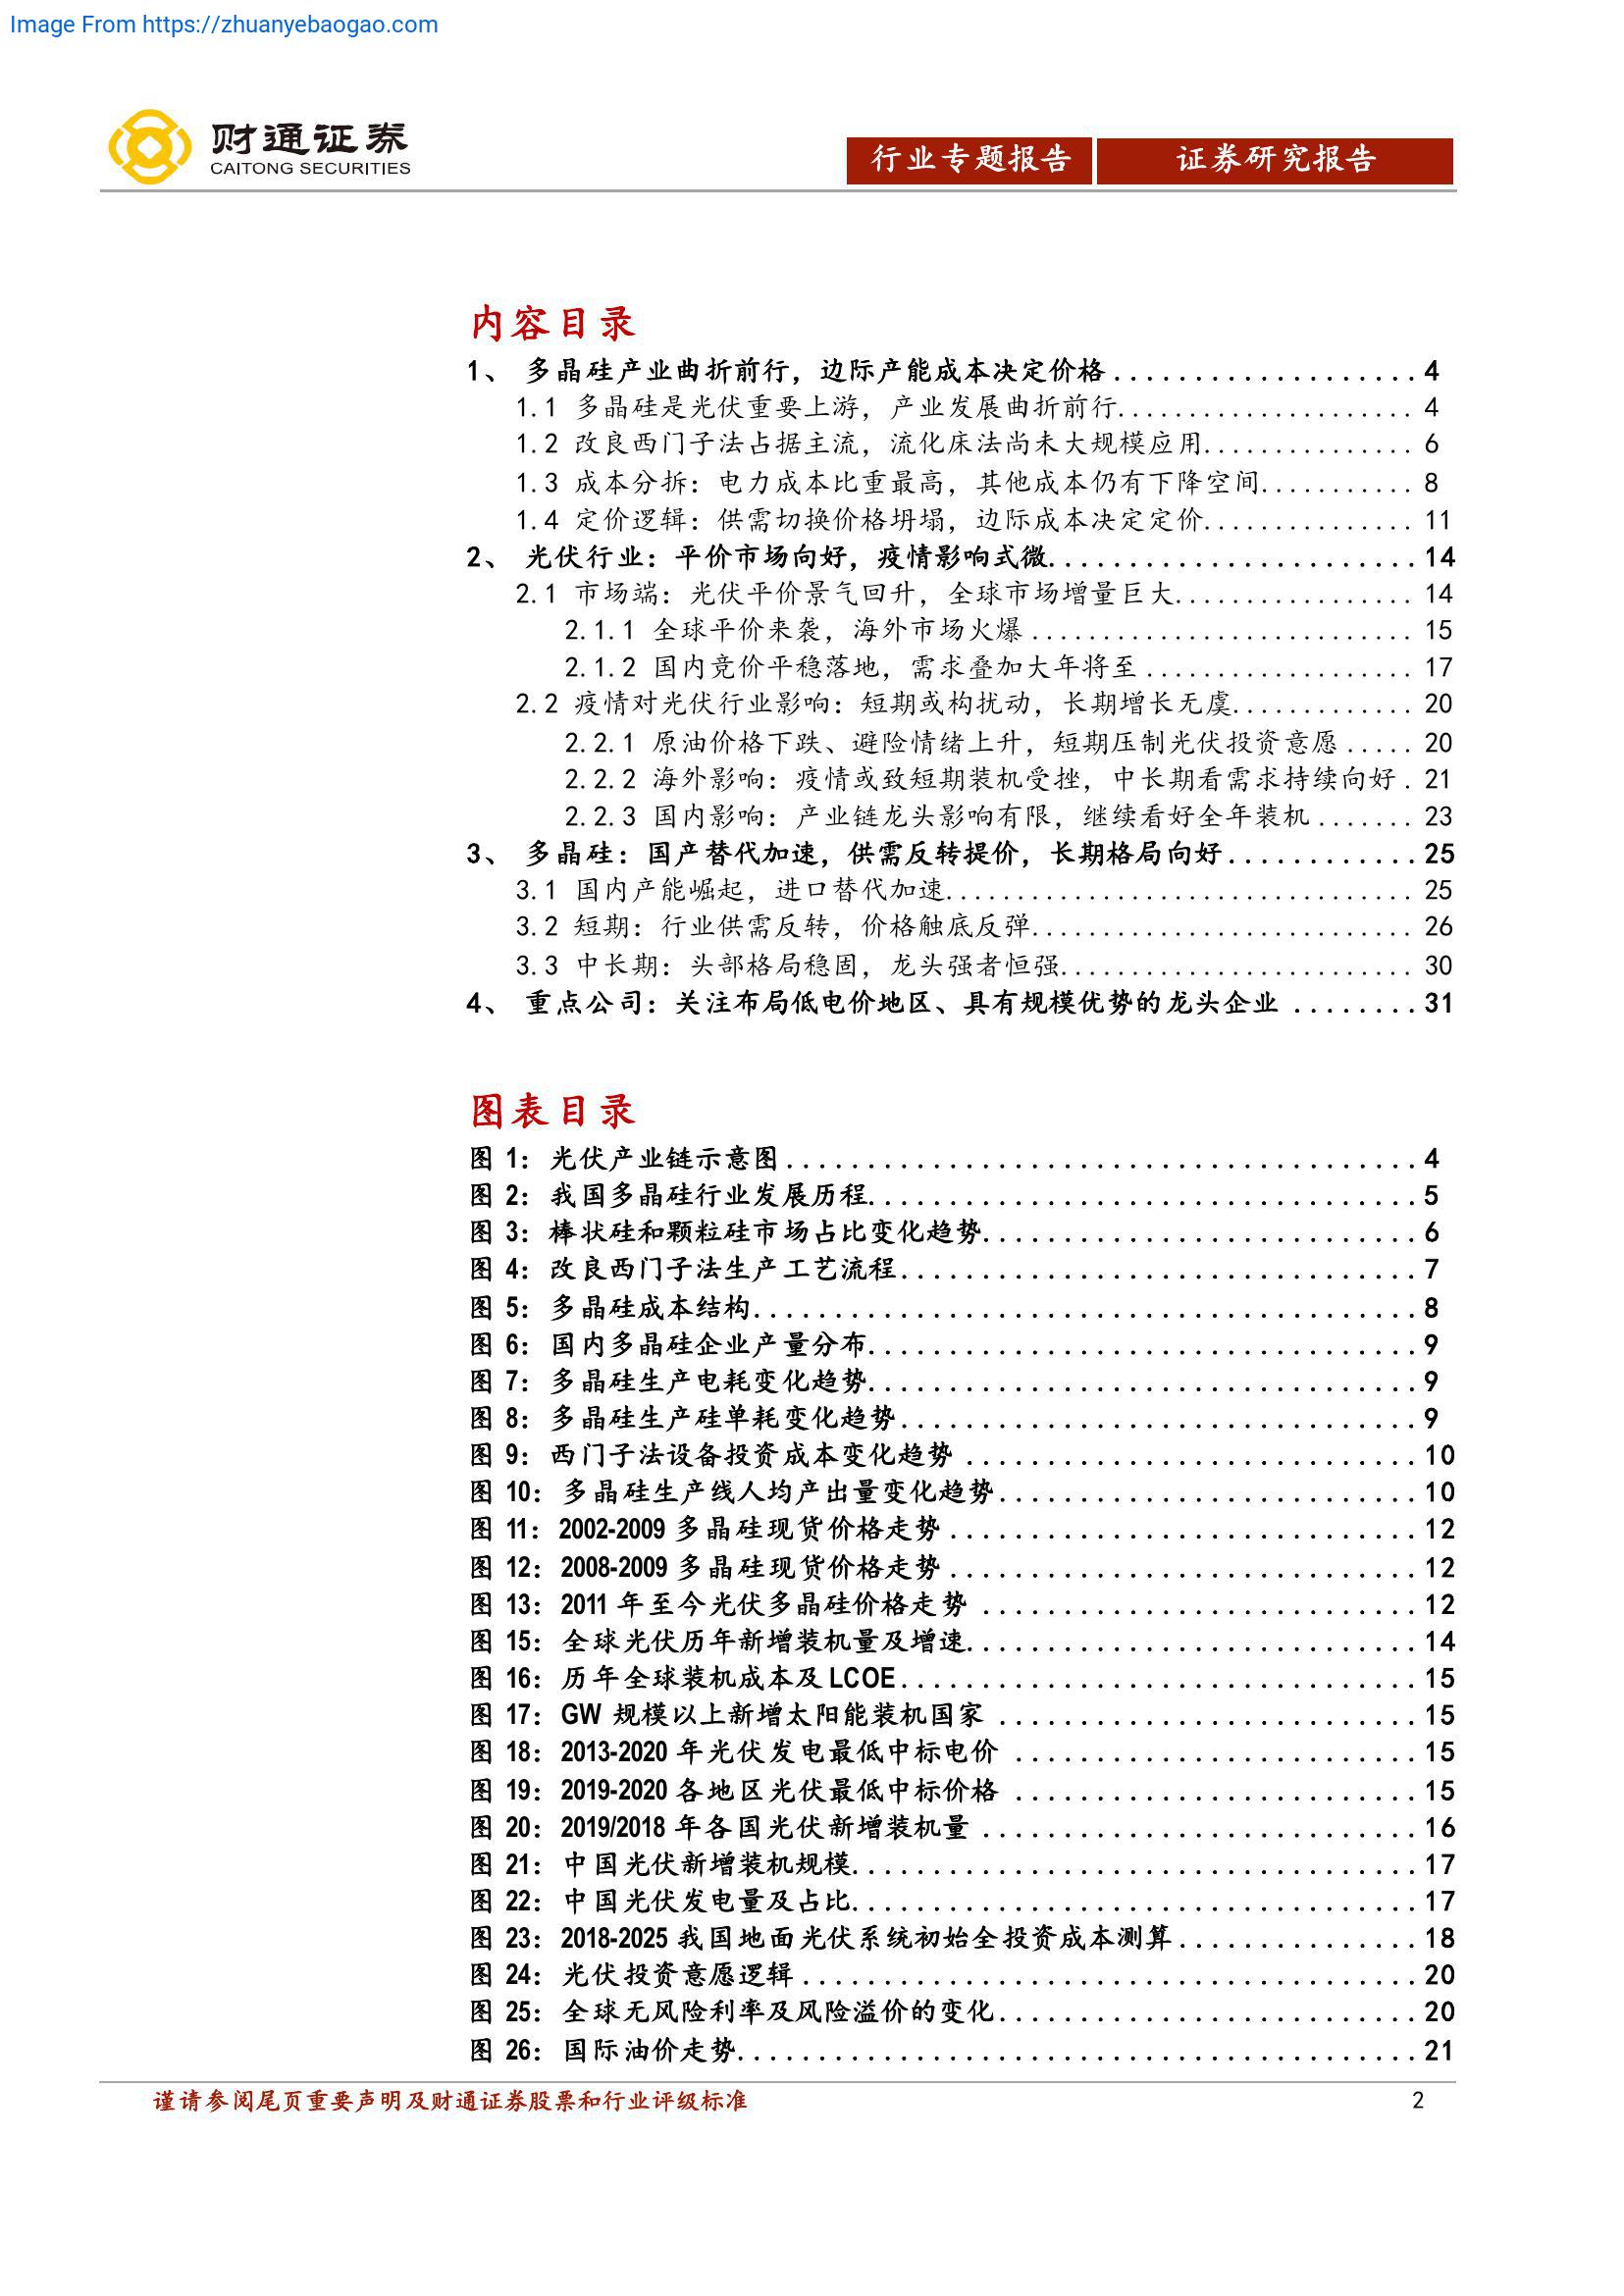 Image From https://zhuanyebaogao.com
财通证券
CAITONG SECURITIES
行业专题报告 证券研究报告
内容目录
1、 多晶硅产业曲折前行，边际产能成本决定价格...................4
1.1 多晶硅是光伏重要上游，产业发展曲折前行.....................4
1.2 改良西门子法占据主流，流化床法尚未大规模应用...............6
1.3 成本分拆：电力成本比重最高，其他成本仍有下降空间...........8
1.4 定价逻辑：供需切换价格坍塌，边际成本决定定价...............11
2、 光伏行业：平价市场向好，疫情影响式微.......................14
2.1 市场端：光伏平价景气回升，全球市场增量巨大.................14
2.1.1 全球平价来袭，海外市场火爆...........................15
2.1.2 国内竞价平稳落地，需求叠加大年将至...................17
2.2 疫情对光伏行业影响：短期或构扰动，长期增长无虞.............20
2.2.1 原油价格下跌、避险情绪上升，短期压制光伏投资意愿.....20
2.2.2 海外影响：疫情或致短期装机受挫，中长期看需求持续向好.21
2.2.3 国内影响：产业链龙头影响有限，继续看好全年装机.......23
3、 多晶硅：国产替代加速，供需反转提价，长期格局向好............25
3.1 国内产能崛起，进口替代加速.................................25
3.2 短期：行业供需反转，价格触底反弹...........................26
3.3 中长期：头部格局稳固，龙头强者恒强.........................30
4、 重点公司：关注布局低电价地区、具有规模优势的龙头企业........31
图表目录
图 1：光伏产业链示意图.......................................4
图 2：我国多晶硅行业发展历程..................................5
图 3：棒状硅和颗粒硅市场占比变化趋势...........................6
图 4：改良西门子法生产工艺流程................................7
图 5：多晶硅成本结构.........................................8
图 6：国内多晶硅企业产量分布..................................9
图 7：多晶硅生产电耗变化趋势..................................9
图 8：多晶硅生产硅单耗变化趋势................................9
图 9：西门子法设备投资成本变化趋势............................10
图 10：多晶硅生产线人均产出量变化趋势..........................10
图 11：2002-2009 多晶硅现货价格走势.............................12
图 12：2008-2009 多晶硅现货价格走势.............................12
图 13：2011 年至今光伏多晶硅价格走势...........................12
图 15：全球光伏历年新增装机量及增速............................14
图 16：历年全球装机成本及 LCOE................................15
图 17：GW 规模以上新增太阳能装机国家..........................15
图 18：2013-2020 年光伏发电最低中标电价.........................15
图 19：2019-2020 各地区光伏最低中标价格.........................15
图 20：2019/2018 年各国光伏新增装机量...........................16
图 21：中国光伏新增装机规模...................................17
图 22：中国光伏发电量及占比...................................17
图 23：2018-2025 我国地面光伏系统初始全投资成本测算...............18
图 24：光伏投资意愿逻辑......................................20
图 25：全球无风险利率及风险溢价的变化..........................20
图 26：国际油价走势..........................................21
谨请参阅尾页重要声明及财通证券股票和行业评级标准 2